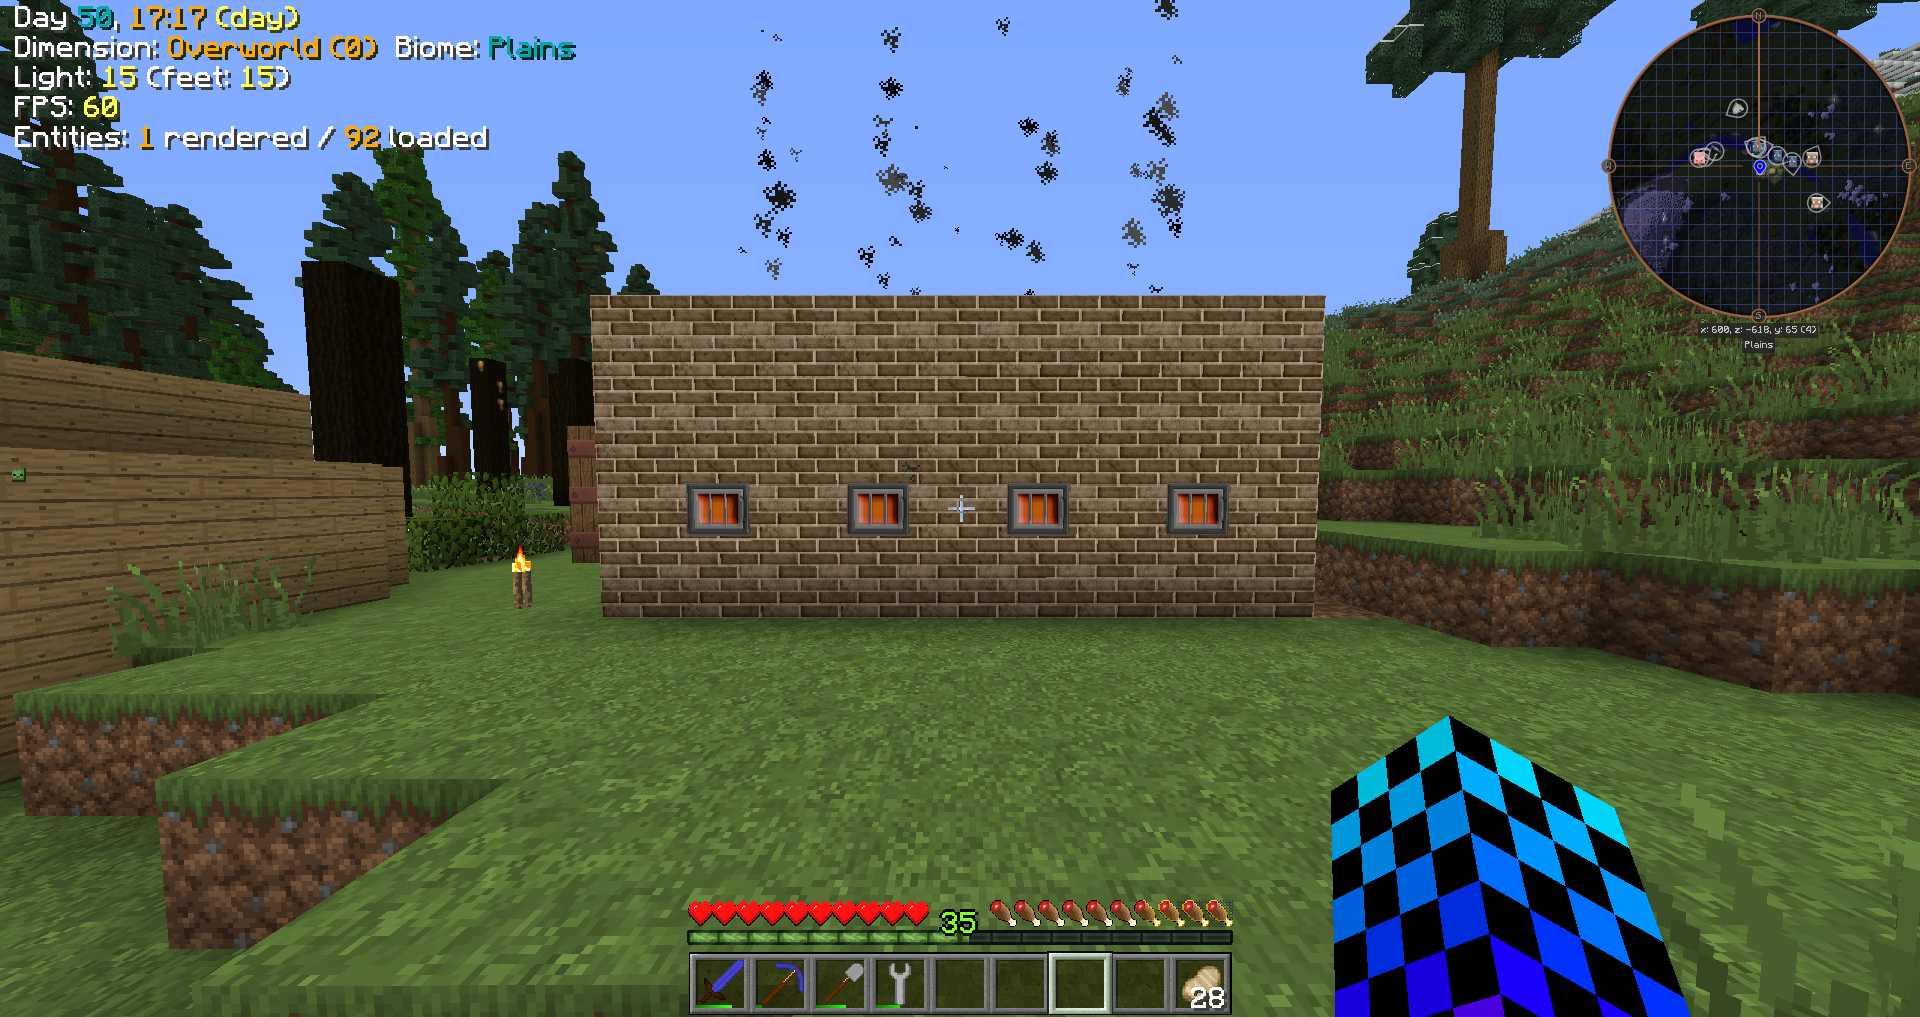 Day 50, 17:17 (day)
Dimension: Overworld (0) Biome: Plains
Light: 15 (feet: 15)
FPS: 60
Entities: 1 rendered / 92 loaded
N
W
E
S
x: 600, z: -618, y: 65 (4)
Plains
35
28